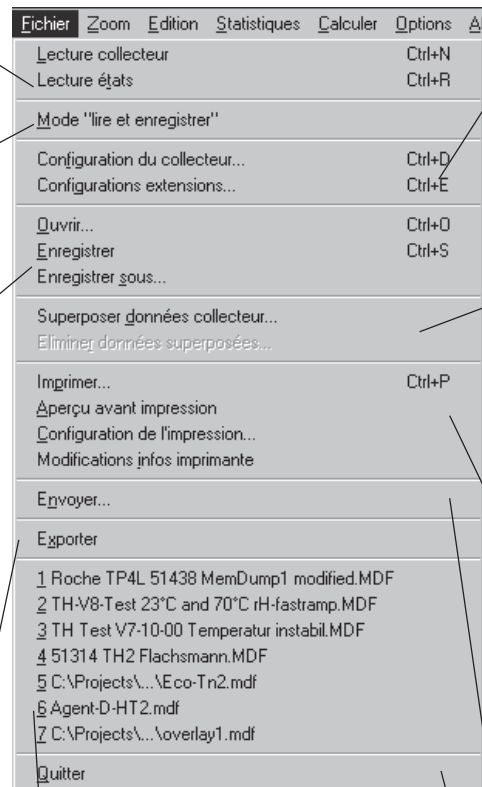 Fichier Zoom Edition Statistiques Calculer Options
Lecture collecteur Ctrl+N
Lecture états Ctrl+R
Mode "lire et enregistrer"
Configuration du collecteur... Ctrl+D
Configurations extensions... Ctrl+E
Ouvrir... Ctrl+O
Enregistrer Ctrl+S
Enregistrer sous...
Superposer données collecteur...
Eliminer données superposées...
Imprimer... Ctrl+P
Aperçu avant impression
Configuration de l'impression...
Modifications infos imprimante
Envoyer...
Exporter
1 Roche TP4L 51438 MemDump1 modified.MDF
2 TH-V8-Test 23°C and 70°C rH-fastramp.MDF
3 TH Test V7-10-00 Temperatur instabil.MDF
4 51314 TH2 Flachsmann.MDF
5 C:\Projects\...\Eco-Tn2.mdf
6 Agent-D-HT2.mdf
7 C:\Projects\...\overlay1.mdf
Quitter